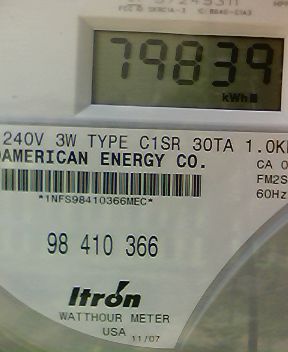 79839
kWh
240V 3W TYPE C1SR 30TA 1.0K
AMERICAN ENERGY CO.
CA 0
FM2S
60Hz
*1NFS98410366MEC*
98 410 366
Itron
WATTHOUR METER
USA 11/07